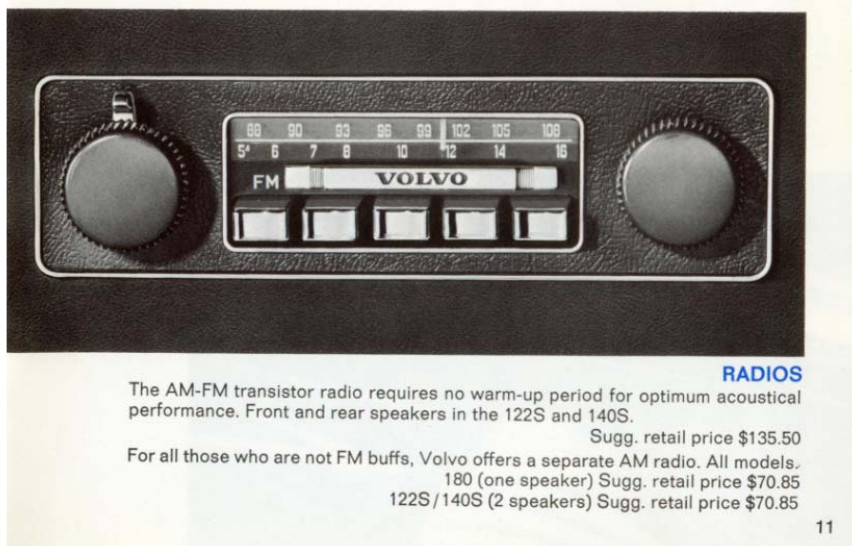 88 90 93 96 99 102 105 108
5⁴ 6 7 8 10 12 14 16
FM VOLVO
RADIOS
The AM-FM transistor radio requires no warm-up period for optimum acoustical
performance. Front and rear speakers in the 122S and 140S.
Sugg. retail price $135.50
For all those who are not FM buffs, Volvo offers a separate AM radio. All models.
180 (one speaker) Sugg. retail price $70.85
122S/140S (2 speakers) Sugg. retail price $70.85
11